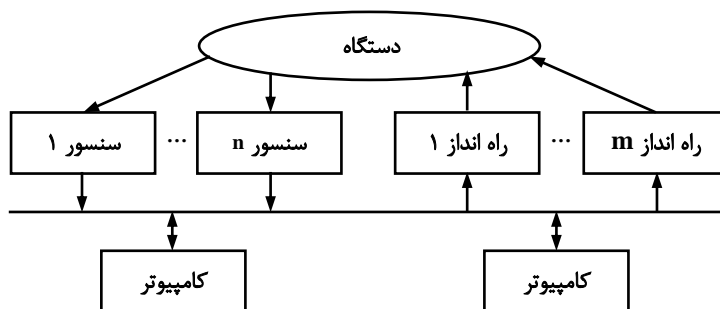 دستگاه
سنسور ۱
...
سنسور n
راه انداز ۱
...
راه انداز m
کامپیوتر
کامپیوتر